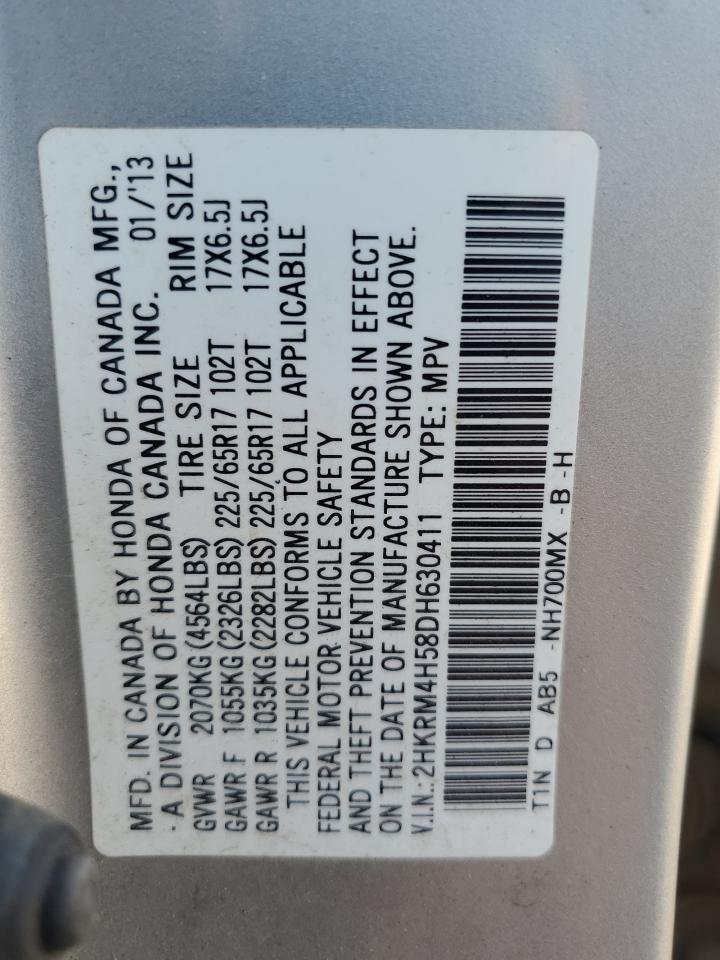 MFD. IN CANADA BY HONDA OF CANADA MFG.,
· A DIVISION OF HONDA CANADA INC. 01/'13
GVWR 2070KG(4564LBS) TIRE SIZE RIM SIZE
GAWR F 1055KG(2326LBS) 225/65R17 102T 17X6.5J
GAWR R 1035KG(2282LBS) 225/65R17 102T 17X6.5J
THIS VEHICLE CONFORMS TO ALL APPLICABLE
FEDERAL MOTOR VEHICLE SAFETY
AND THEFT PREVENTION STANDARDS IN EFFECT
ON THE DATE OF MANUFACTURE SHOWN ABOVE.
V.I.N.: 2HKRM4H58DH630411 TYPE: MPV
T1N D AB5 -NH700MX -B -H